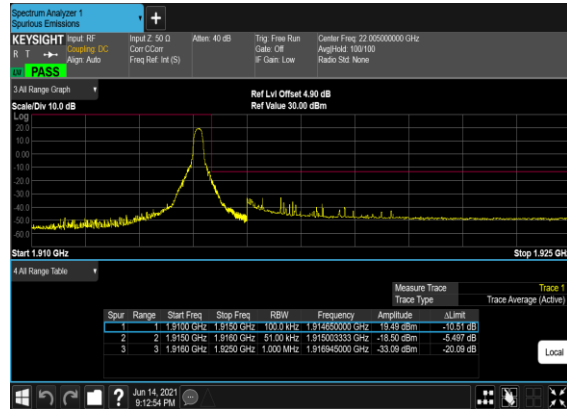 Spectrum Analyzer 1
Spurious Emissions
KEYSIGHT
R T
LW PASS
Input: RF
Coupling: DC
Align: Auto
Input Z: 50 Ω
Corr CCorr
Freq Ref: Int (S)
Atten: 40 dB
Trig: Free Run
Gate: Off
IF Gain: Low
Center Freq: 22.005000000 GHz
Avg|Hold: 100/100
Radio Std: None
3 All Range Graph
Scale/Div 10.0 dB
Ref Lvl Offset 4.90 dB
Ref Value 30.00 dBm
Log
20.0
10.0
0.00
-10.0
-20.0
-30.0
-40.0
-50.0
-60.0
Start 1.910 GHz
Stop 1.925 GHz
4 All Range Table
Measure Trace Trace 1
Trace Type Trace Average (Active)
Spur Range Start Freq Stop Freq RBW Frequency Amplitude ΔLimit
1 1 1.9100 GHz 1.9150 GHz 100.0 kHz 1.914650000 GHz 19.49 dBm -10.51 dB
2 2 1.9150 GHz 1.9160 GHz 51.00 kHz 1.915003333 GHz -18.50 dBm -5.497 dB
3 3 1.9160 GHz 1.9250 GHz 1.000 MHz 1.916945000 GHz -33.09 dBm -20.09 dB
Local
?
Jun 14, 2021
9:12:54 PM